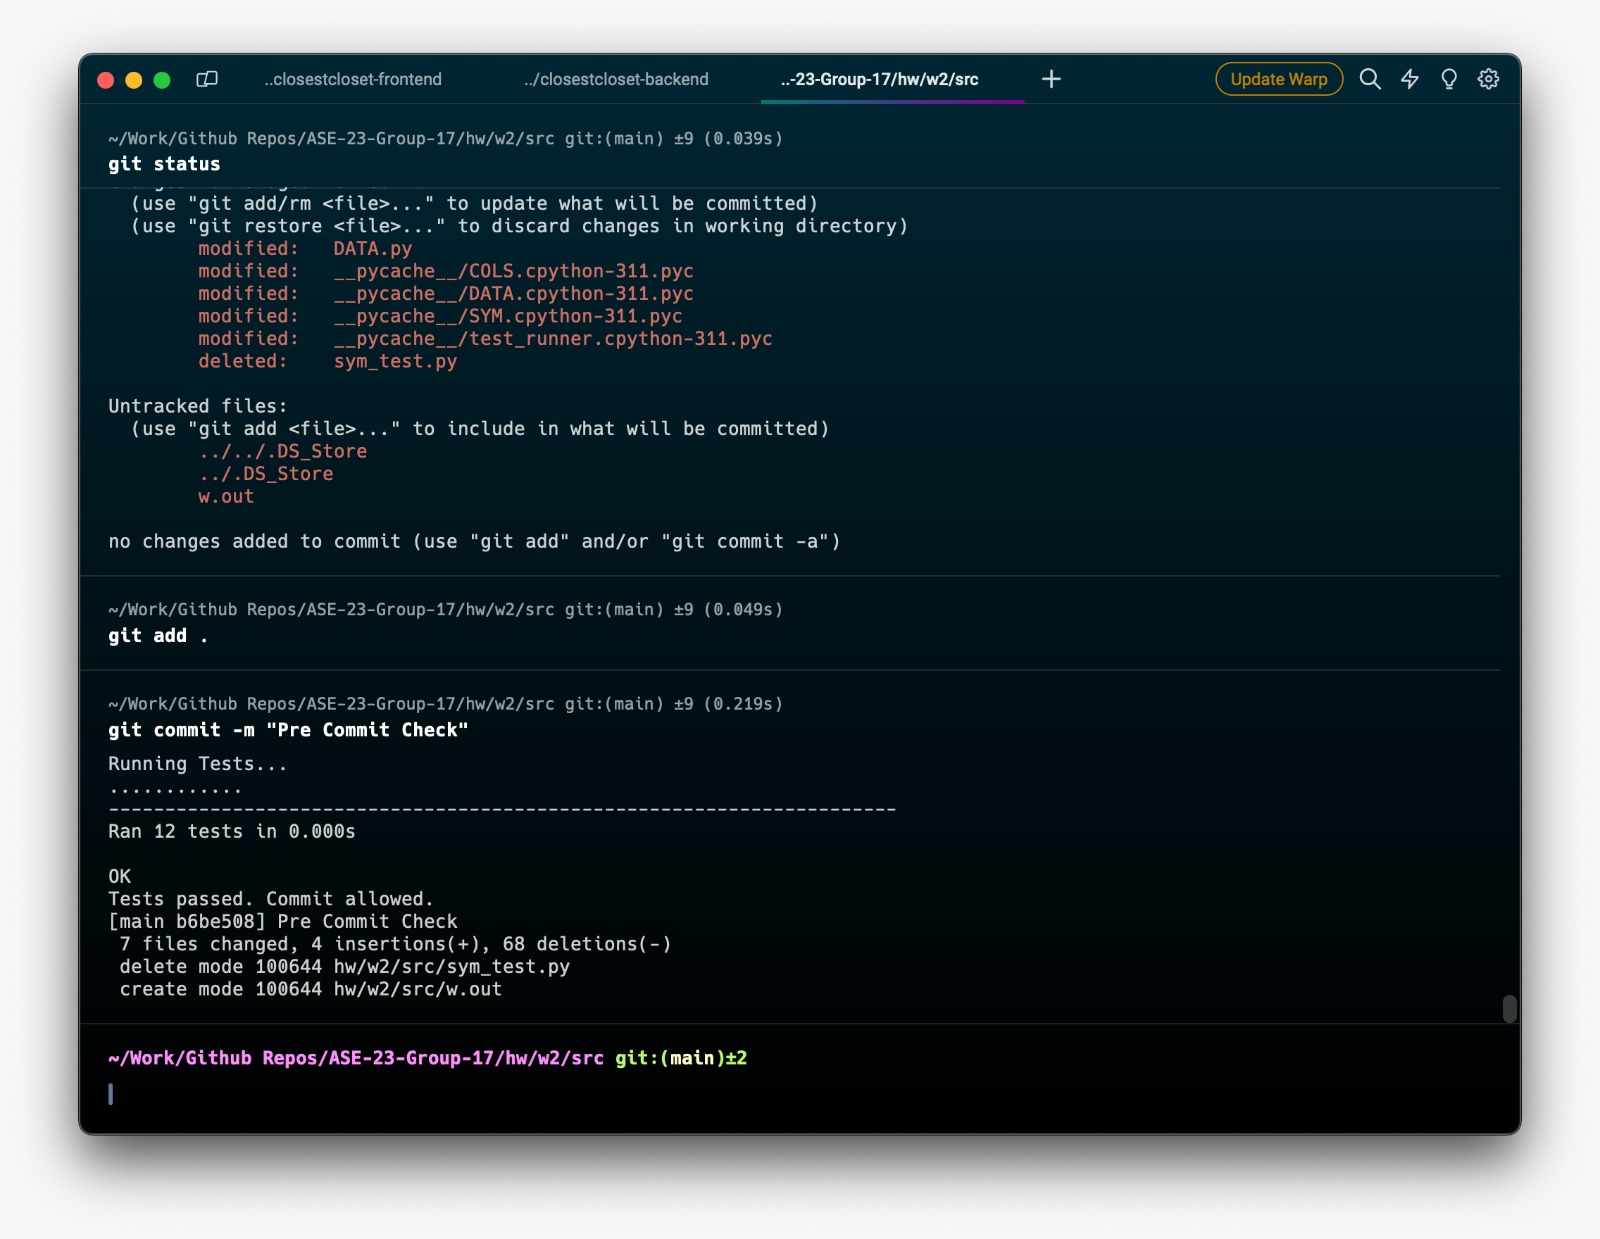 ..closestcloset-frontend
../closestcloset-backend
..-23-Group-17/hw/w2/src
Update Warp
~/Work/Github Repos/ASE-23-Group-17/hw/w2/src git:(main) ±9 (0.039s)
git status
(use "git add/rm <file>..." to update what will be committed)
(use "git restore <file>..." to discard changes in working directory)
modified:   DATA.py
modified:   __pycache__/COLS.cpython-311.pyc
modified:   __pycache__/DATA.cpython-311.pyc
modified:   __pycache__/SYM.cpython-311.pyc
modified:   __pycache__/test_runner.cpython-311.pyc
deleted:    sym_test.py
Untracked files:
(use "git add <file>..." to include in what will be committed)
../../.DS_Store
../.DS_Store
w.out
no changes added to commit (use "git add" and/or "git commit -a")
~/Work/Github Repos/ASE-23-Group-17/hw/w2/src git:(main) ±9 (0.049s)
git add .
~/Work/Github Repos/ASE-23-Group-17/hw/w2/src git:(main) ±9 (0.219s)
git commit -m "Pre Commit Check"
Running Tests...
............
----------------------------------------------------------------------
Ran 12 tests in 0.000s
OK
Tests passed. Commit allowed.
[main b6be508] Pre Commit Check
7 files changed, 4 insertions(+), 68 deletions(-)
delete mode 100644 hw/w2/src/sym_test.py
create mode 100644 hw/w2/src/w.out
~/Work/Github Repos/ASE-23-Group-17/hw/w2/src git:(main)±2